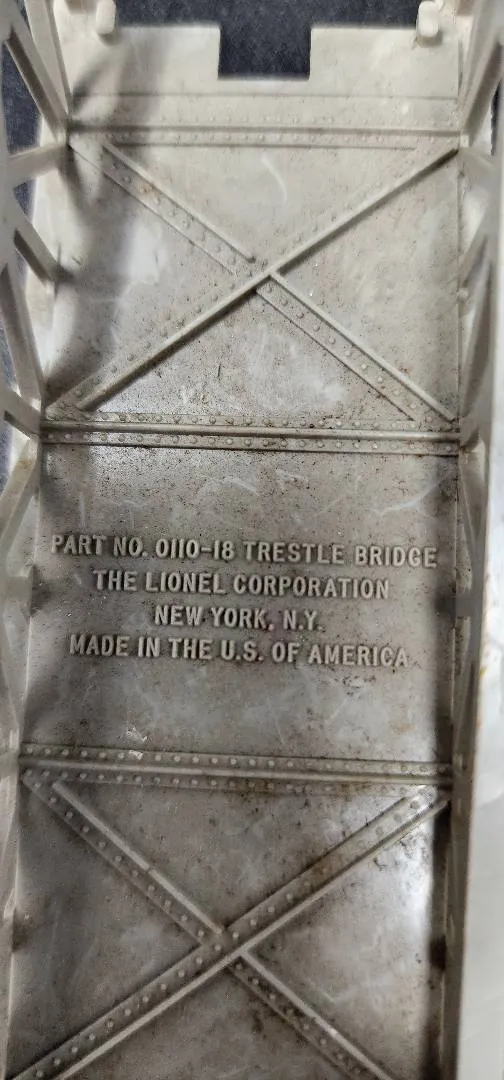 PART NO. 0110-18 TRESTLE BRIDGE
THE LIONEL CORPORATION
NEW YORK, N.Y.
MADE IN THE U.S. OF AMERICA